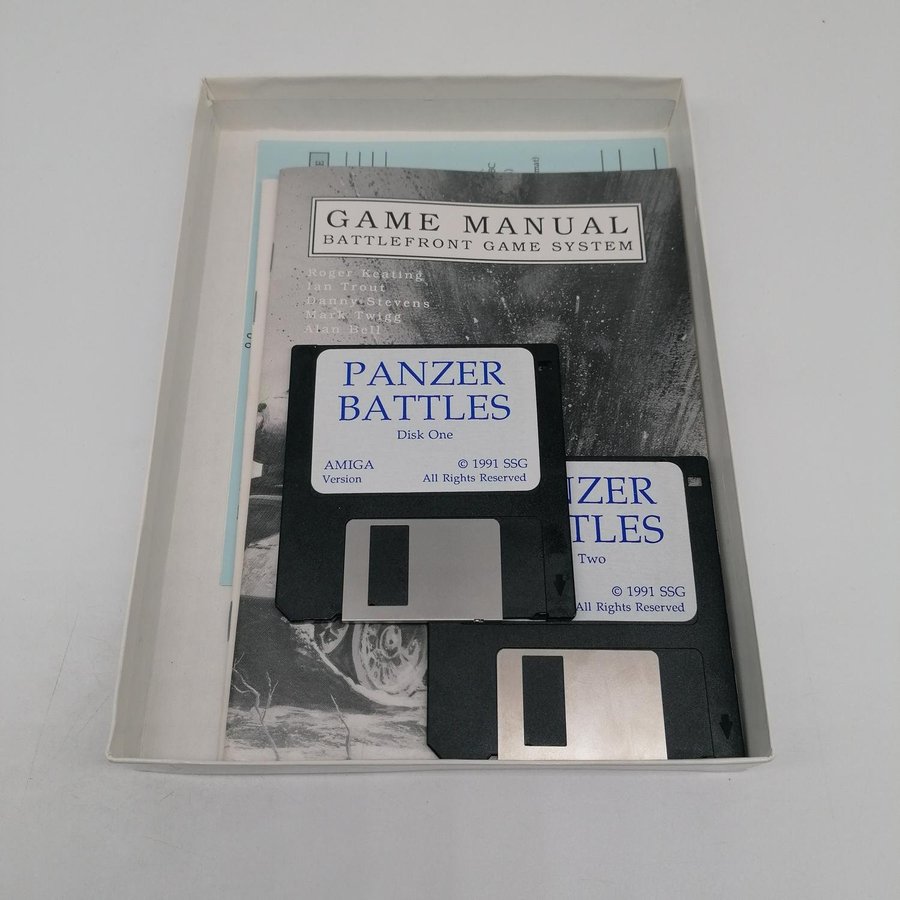 GAME MANUAL
BATTLEFRONT GAME SYSTEM
Roger Keating
Ian Trout
Danny Stevens
Mark Twigg
Alan Bell
PANZER
BATTLES
Disk One
AMIGA
Version
© 1991 SSG
All Rights Reserved
NZER
TLES
Two
© 1991 SSG
All Rights Reserved